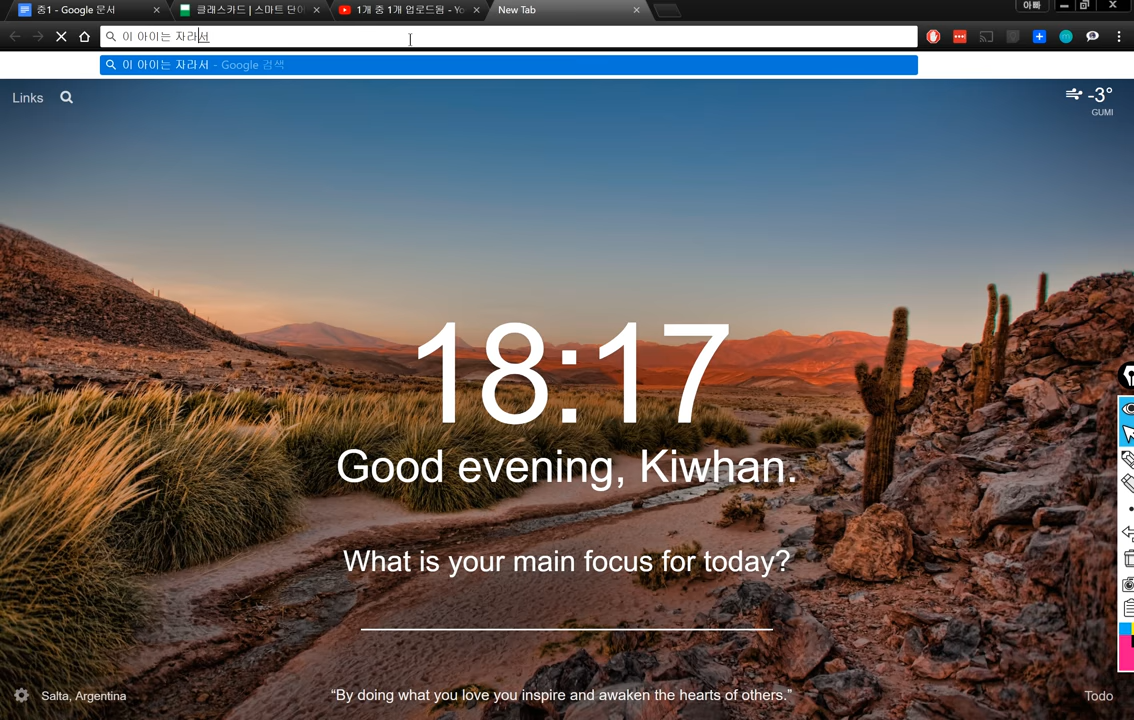 중1 - Google 문서
클래스카드 | 스마트 단어
1개 중 1개 업로드됨 - Yo
New Tab
아빠
이 아이는 자라서
이 아이는 자라서 - Google 검색
Links
-3°
GUMI
18:17
Good evening, Kiwhan.
What is your main focus for today?
Salta, Argentina
“By doing what you love you inspire and awaken the hearts of others.”
Todo